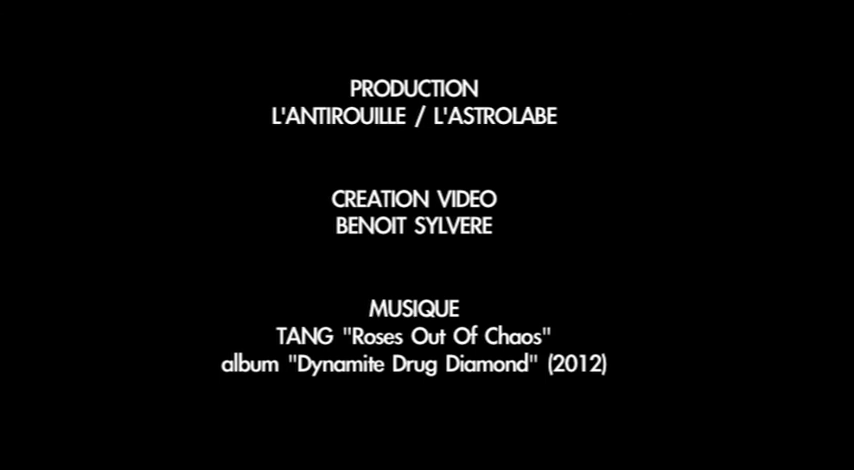 PRODUCTION
L'ANTIROUILLE / L'ASTROLABE
CREATION VIDEO
BENOIT SYLVERE
MUSIQUE
TANG "Roses Out Of Chaos"
album "Dynamite Drug Diamond" (2012)